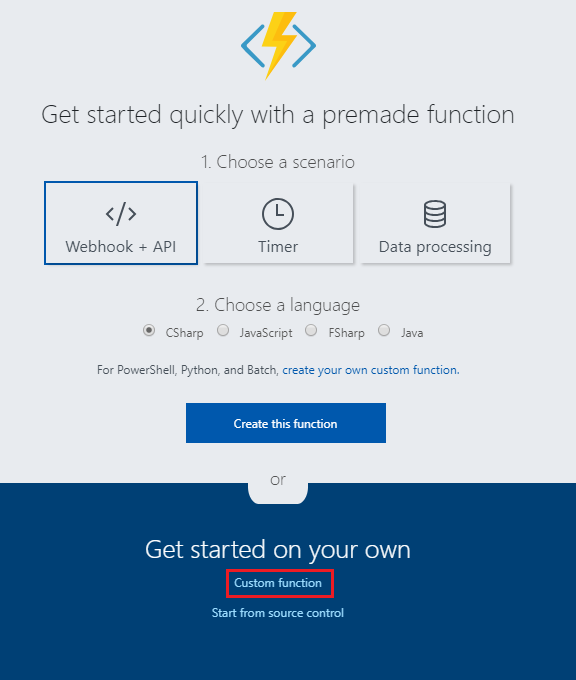 Get started quickly with a premade function
1. Choose a scenario
</> 
Webhook + API
Timer
Data processing
2. Choose a language
CSharp JavaScript FSharp Java
For PowerShell, Python, and Batch, create your own custom function.
Create this function
or
Get started on your own
Custom function
Start from source control